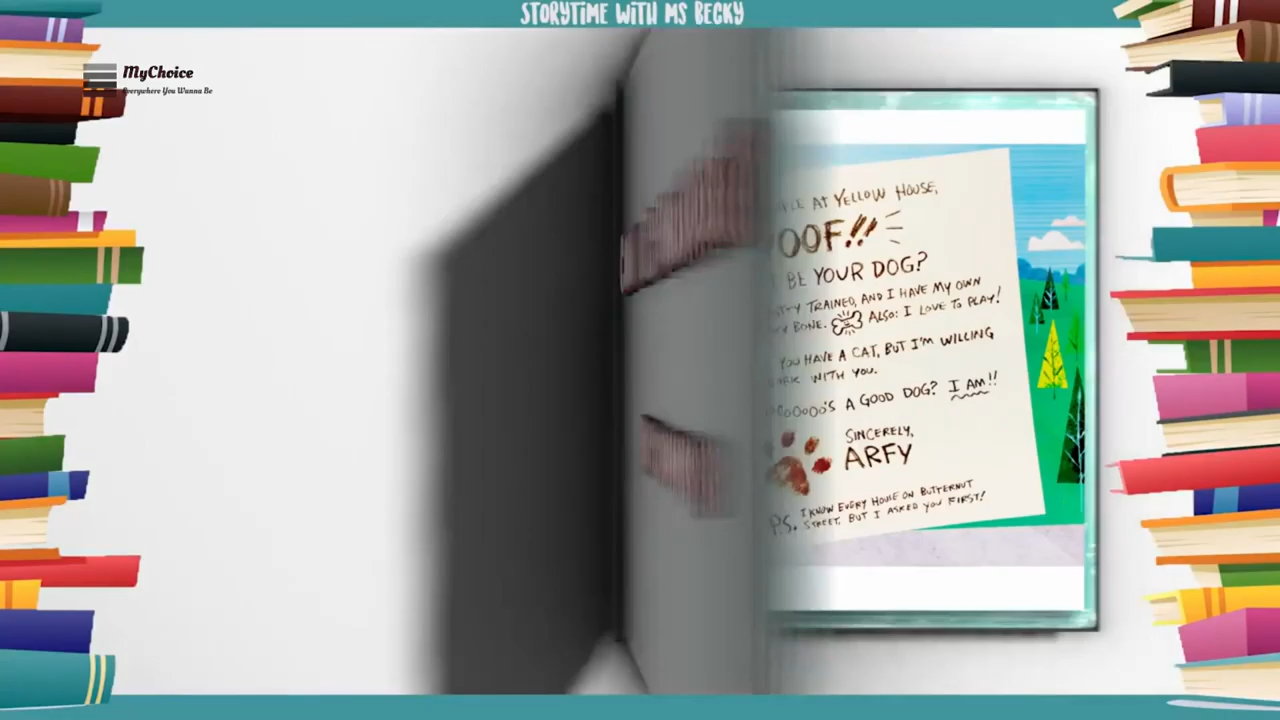 STORYTIME WITH MS BECKY
MyChoice
Everywhere You Wanna Be
AT YELLOW HOUSE,
OOF!!
BE YOUR DOG?
TRAINED, AND I HAVE MY OWN
BONE. ALSO: I LOVE TO PLAY!
YOU HAVE A CAT, BUT I'M WILLING
WITH YOU.
A GOOD DOG? I AM!!
SINCERELY,
ARFY
P.S. I KNOW EVERY HOUSE ON BUTTERNUT
STREET, BUT I ASKED YOU FIRST!